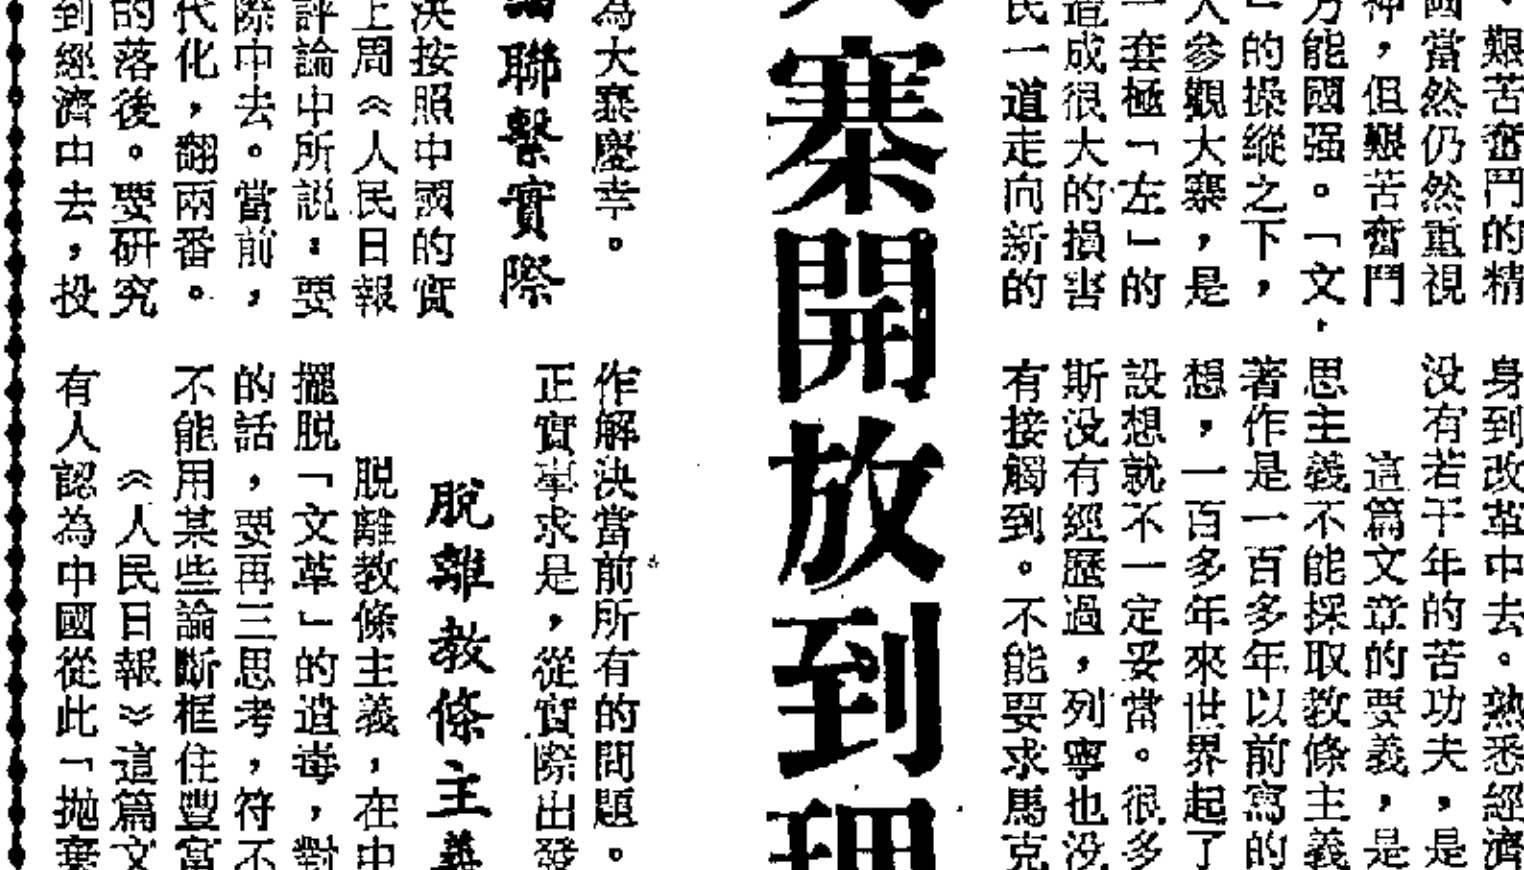 、艱苦奮鬥的精
國當然仍然重視
神,但艱苦奮鬥
方能國强。「文
」的操縱之下,
人參觀大寨,是
一套極「左」的
造成很大的損害
民一道走向新的
身到改革中去。熟悉經濟
没有若干年的苦功夫,是
這篇文章的要義,是
思主義不能採取教條主義
著作是一百多年以前寫的
想,一百多年來世界起了
設想就不一定妥當。很多
斯没有經歷過,列寧也没
有接觸到。不能要求馬克
寨開放到
為大寨慶幸。
聯繫實際
決按照中國的實
上周《人民日報
評論中所説:要
際中去。當前,
代化,翻兩番。
的落後。要研究
到經濟中去,投
作解決當前所有的問題。
正實事求是,從實際出發
脫離教條主義
脱離教條主義,在中
擺脱「文革」的遺毒,對
的話,要再三思考,符不
不能用某些論斷框住豐富
《人民日報》這篇文
有人認為中國從此「拋棄